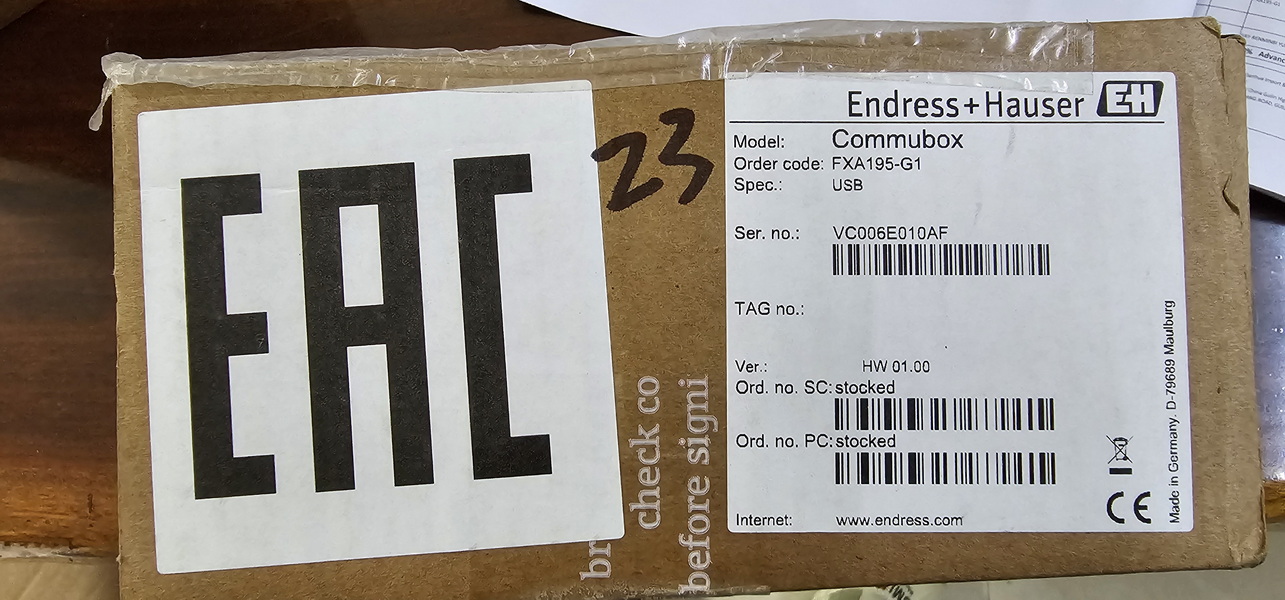 EAC
23
br
check co
before signi
Endress+Hauser EH
Model: Commubox
Order code: FXA195-G1
Spec.: USB
Ser. no.: VC006E010AF
TAG no.:
Ver.: HW 01.00
Ord. no. SC: stocked
Ord. no. PC: stocked
Internet: www.endress.com
CE
Made in Germany, D-79689 Maulburg